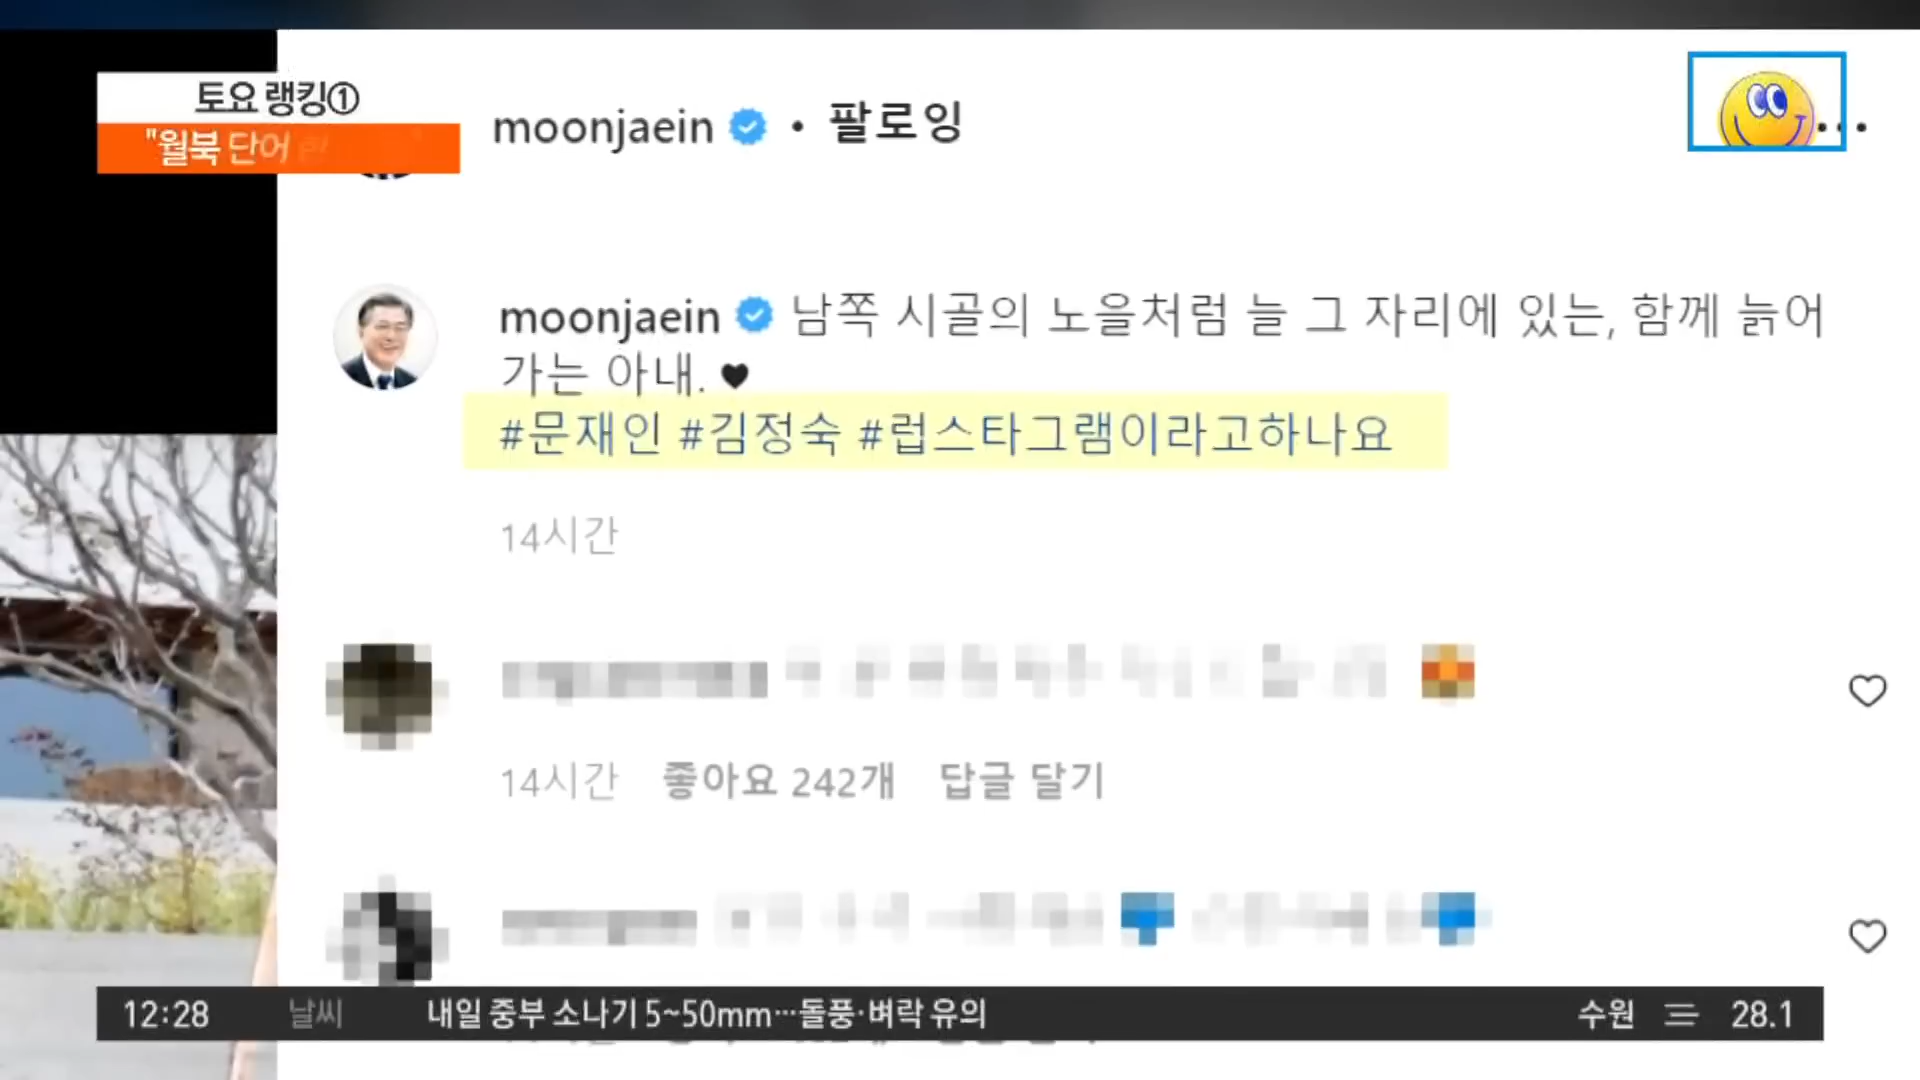 토요 랭킹①
"월북 단어
moonjaein • 팔로잉
moonjaein 남쪽 시골의 노을처럼 늘 그 자리에 있는, 함께 늙어
가는 아내. ♥
#문재인 #김정숙 #럽스타그램이라고하나요
14시간
14시간 좋아요 242개 답글 달기
12:28 날씨 내일 중부 소나기 5~50mm…돌풍·벼락 유의 수원 28.1